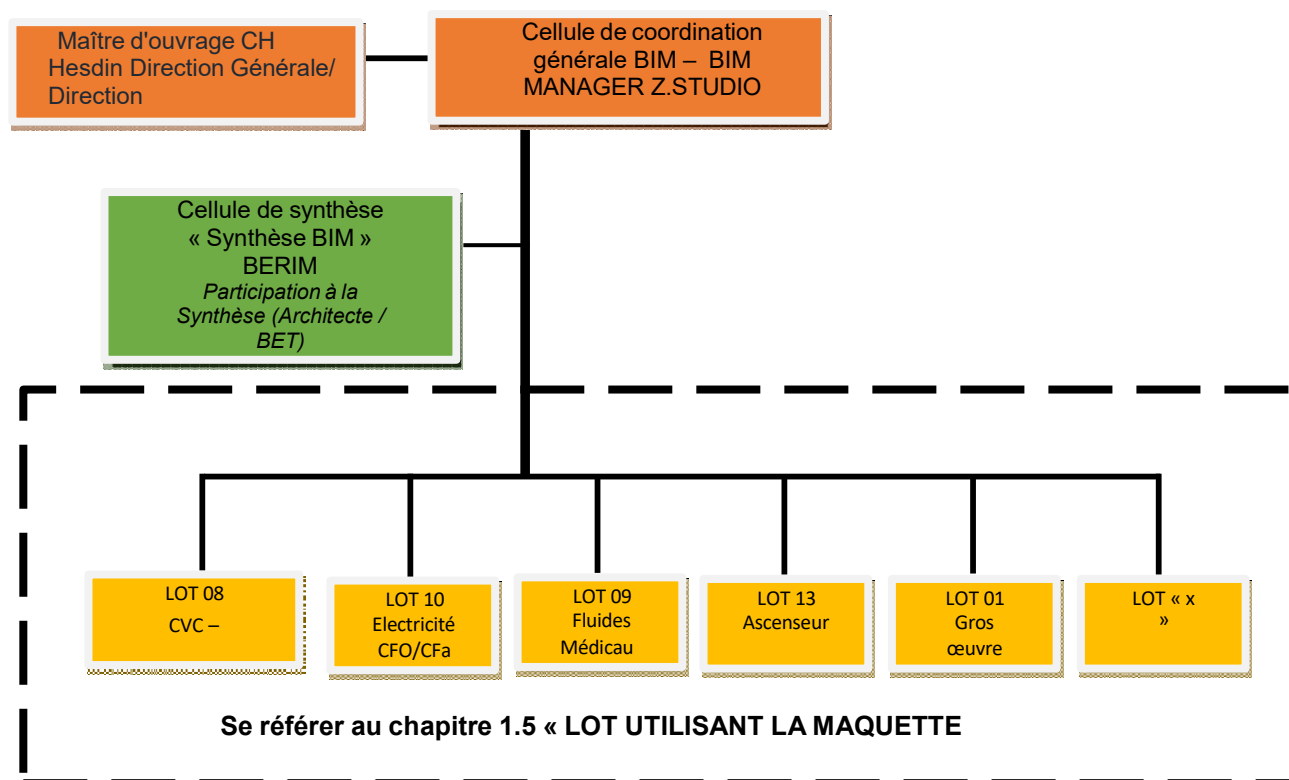 Maître d'ouvrage CH
Hesdin Direction Générale/
Direction
Cellule de coordination
générale BIM – BIM
MANAGER Z.STUDIO
Cellule de synthèse
« Synthèse BIM »
BERIM
Participation à la
Synthèse (Architecte /
BET)
LOT 08
CVC –
LOT 10
Electricité
CFO/CFa
LOT 09
Fluides
Médicau
LOT 13
Ascenseur
LOT 01
Gros
œuvre
LOT « x
»
Se référer au chapitre 1.5 « LOT UTILISANT LA MAQUETTE